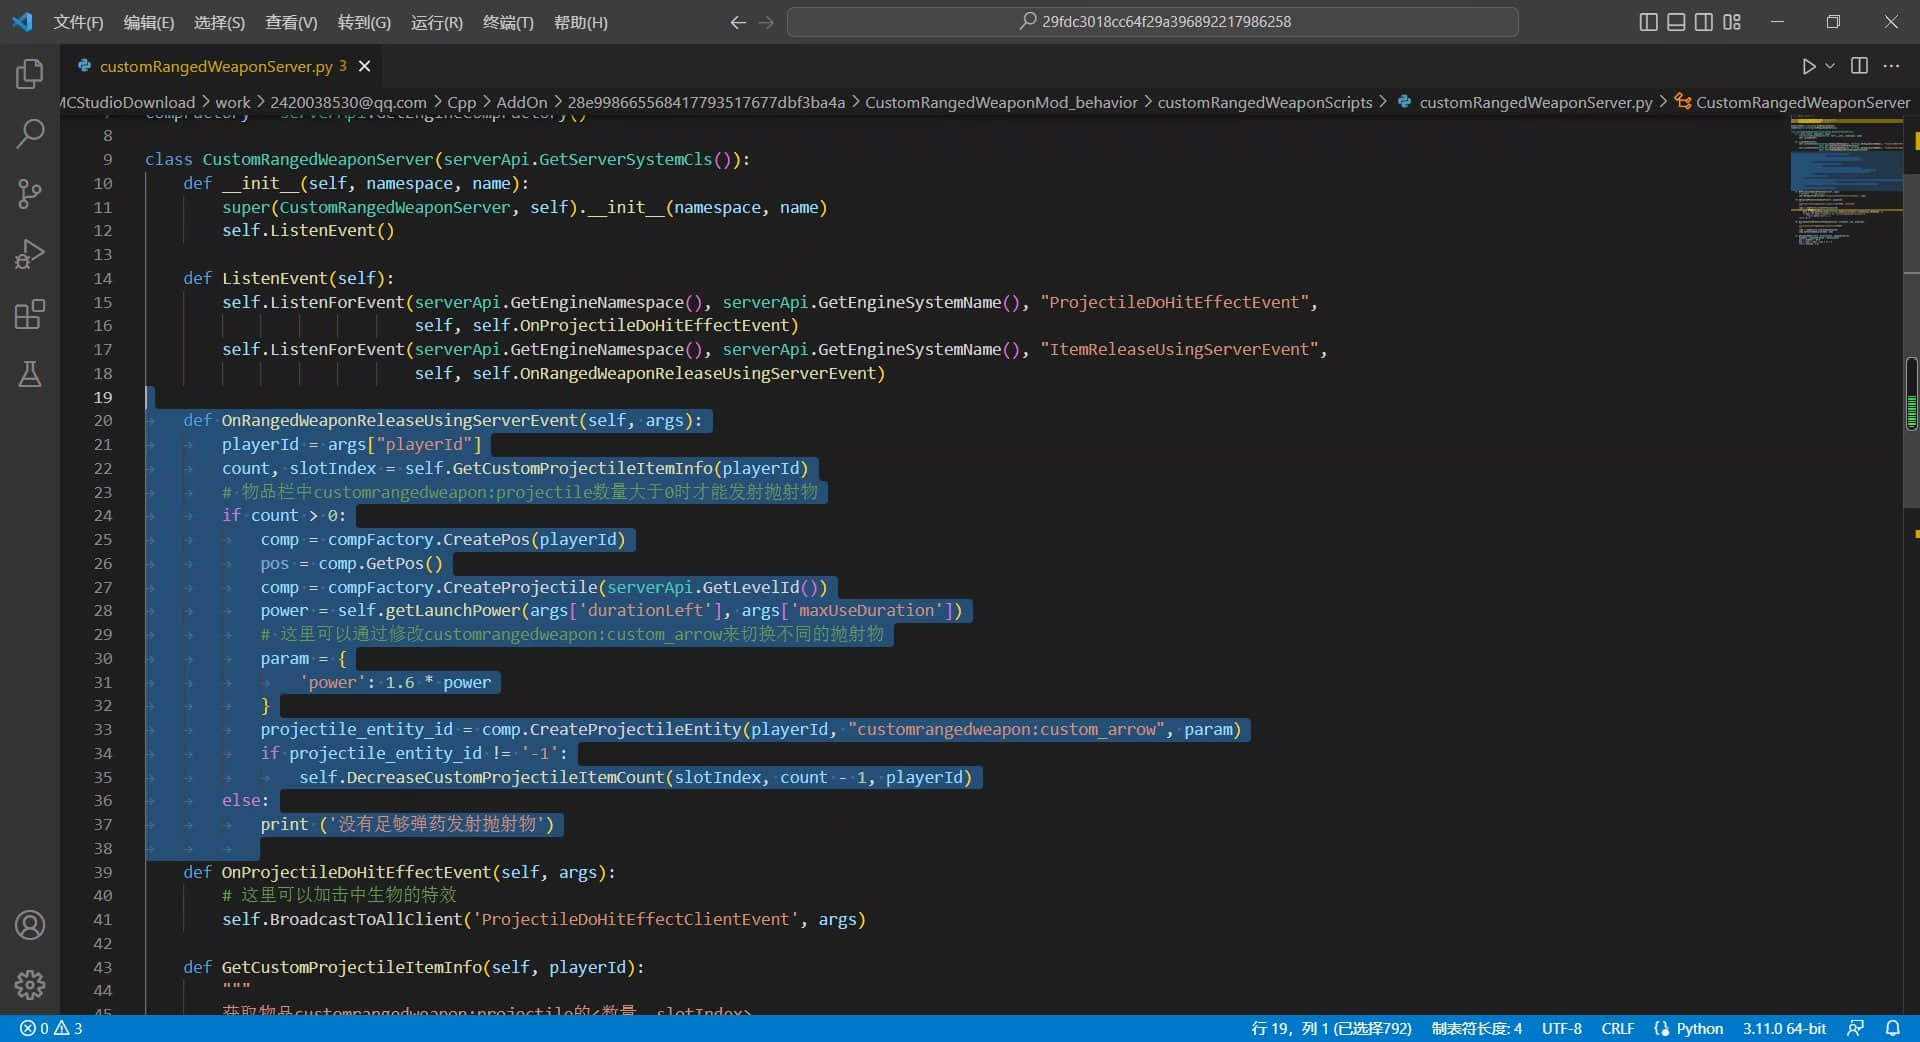 文件(F) 编辑(E) 选择(S) 查看(V) 转到(G) 运行(R) 终端(T) 帮助(H) 29fdc3018cc64f29a396892217986258
customRangedWeaponServer.py 3
MCStudioDownload > work > 2420038530@qq.com > Cpp > AddOn > 28e998665568417793517677dbf3ba4a > CustomRangedWeaponMod_behavior > customRangedWeaponScripts > customRangedWeaponServer.py > CustomRangedWeaponServer
7 compFactory = serverApi.GetEngineCompFactory()
8
9 class CustomRangedWeaponServer(serverApi.GetServerSystemCls()):
10 def __init__(self, namespace, name):
11 super(CustomRangedWeaponServer, self).__init__(namespace, name)
12 self.ListenEvent()
13
14 def ListenEvent(self):
15 self.ListenForEvent(serverApi.GetEngineNamespace(), serverApi.GetEngineSystemName(), "ProjectileDoHitEffectEvent",
16 self, self.OnProjectileDoHitEffectEvent)
17 self.ListenForEvent(serverApi.GetEngineNamespace(), serverApi.GetEngineSystemName(), "ItemReleaseUsingServerEvent",
18 self, self.OnRangedWeaponReleaseUsingServerEvent)
19
20 def OnRangedWeaponReleaseUsingServerEvent(self, args):
21 playerId = args["playerId"]
22 count, slotIndex = self.GetCustomProjectileItemInfo(playerId)
23 # 物品栏中customrangedweapon:projectile数量大于0时才能发射抛射物
24 if count > 0:
25 comp = compFactory.CreatePos(playerId)
26 pos = comp.GetPos()
27 comp = compFactory.CreateProjectile(serverApi.GetLevelId())
28 power = self.getLaunchPower(args['durationLeft'], args['maxUseDuration'])
29 # 这里可以通过修改customrangedweapon:custom_arrow来切换不同的抛射物
30 param = {
31 'power': 1.6 * power
32 }
33 projectile_entity_id = comp.CreateProjectileEntity(playerId, "customrangedweapon:custom_arrow", param)
34 if projectile_entity_id != '-1':
35 self.DecreaseCustomProjectileItemCount(slotIndex, count - 1, playerId)
36 else:
37 print ('没有足够弹药发射抛射物')
38
39 def OnProjectileDoHitEffectEvent(self, args):
40 # 这里可以加击中生物的特效
41 self.BroadcastToAllClient('ProjectileDoHitEffectClientEvent', args)
42
43 def GetCustomProjectileItemInfo(self, playerId):
44 """
45 获取物品customrangedweapon:projectile的<数量, slotIndex>
0 3 行 19，列 1 (已选择792) 制表符长度: 4 UTF-8 CRLF Python 3.11.0 64-bit